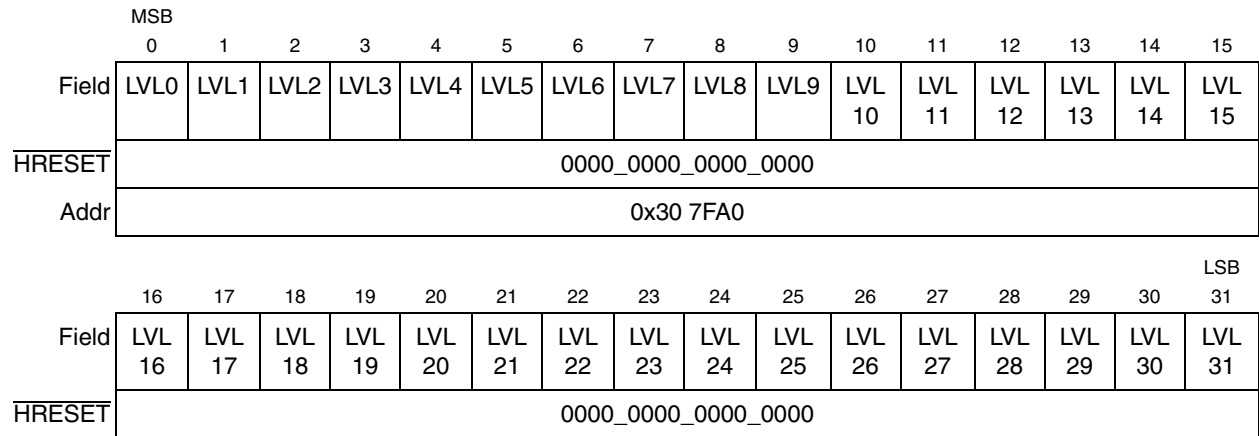 MSB
0 1 2 3 4 5 6 7 8 9 10 11 12 13 14 15
Field LVL0 LVL1 LVL2 LVL3 LVL4 LVL5 LVL6 LVL7 LVL8 LVL9 LVL LVL LVL LVL LVL LVL
10 11 12 13 14 15
HRESET 0000_0000_0000_0000
Addr 0x30 7FA0
LSB
16 17 18 19 20 21 22 23 24 25 26 27 28 29 30 31
Field LVL LVL LVL LVL LVL LVL LVL LVL LVL LVL LVL LVL LVL LVL LVL LVL
16 17 18 19 20 21 22 23 24 25 26 27 28 29 30 31
HRESET 0000_0000_0000_0000